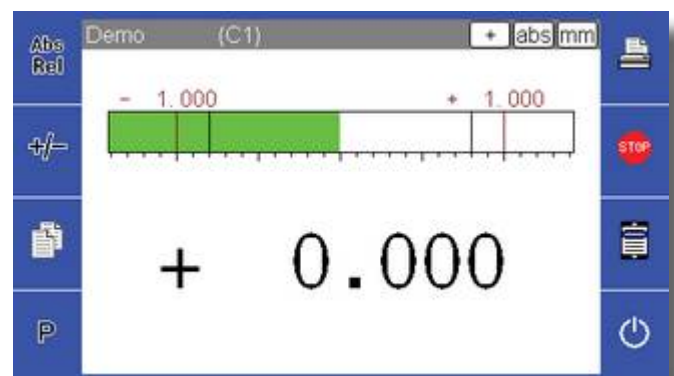 Abs
Rel
Demo (C1) + abs mm
- 1.000 + 1.000
+/-
STOP
+ 0.000
P